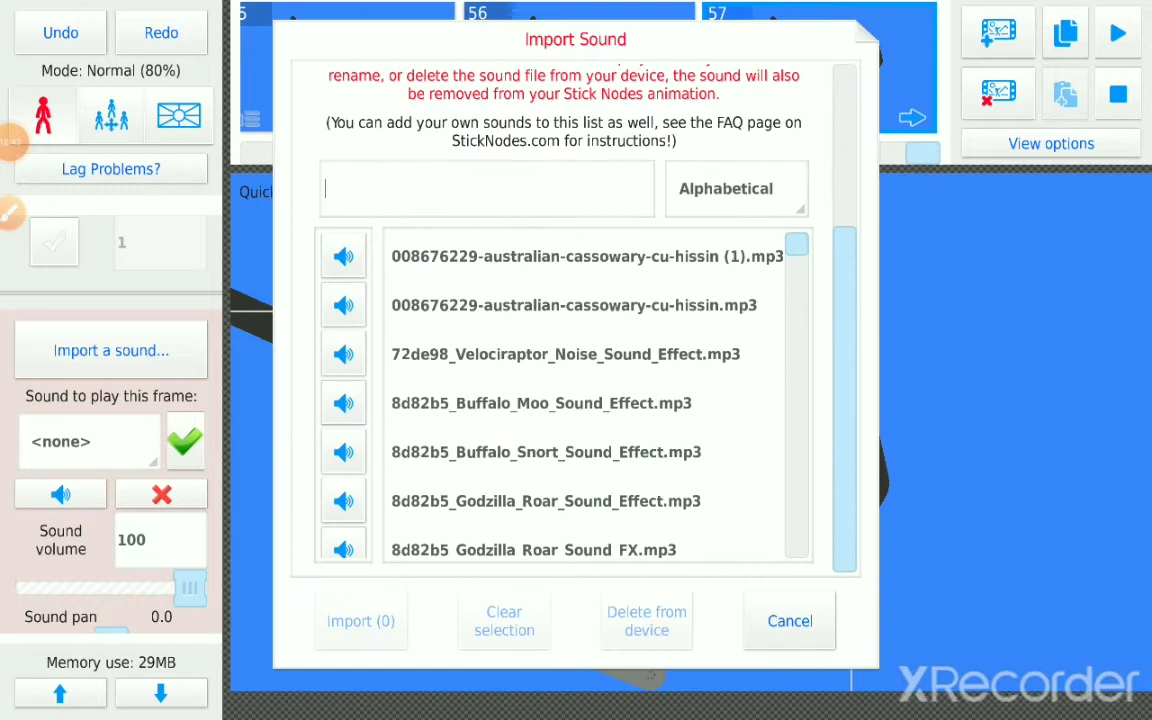 Undo
Redo
Mode: Normal (80%)
Lag Problems?
1
Import a sound...
Sound to play this frame:
<none>
Sound volume
100
Sound pan
0.0
Memory use: 29MB
56
57
View options
Import Sound
rename, or delete the sound file from your device, the sound will also
be removed from your Stick Nodes animation.
(You can add your own sounds to this list as well, see the FAQ page on
StickNodes.com for instructions!)
Alphabetical
008676229-australian-cassowary-cu-hissin (1).mp3
008676229-australian-cassowary-cu-hissin.mp3
72de98_Velociraptor_Noise_Sound_Effect.mp3
8d82b5_Buffalo_Moo_Sound_Effect.mp3
8d82b5_Buffalo_Snort_Sound_Effect.mp3
8d82b5_Godzilla_Roar_Sound_Effect.mp3
8d82b5_Godzilla_Roar_Sound_FX.mp3
Import (0)
Clear selection
Delete from device
Cancel
XRecorder